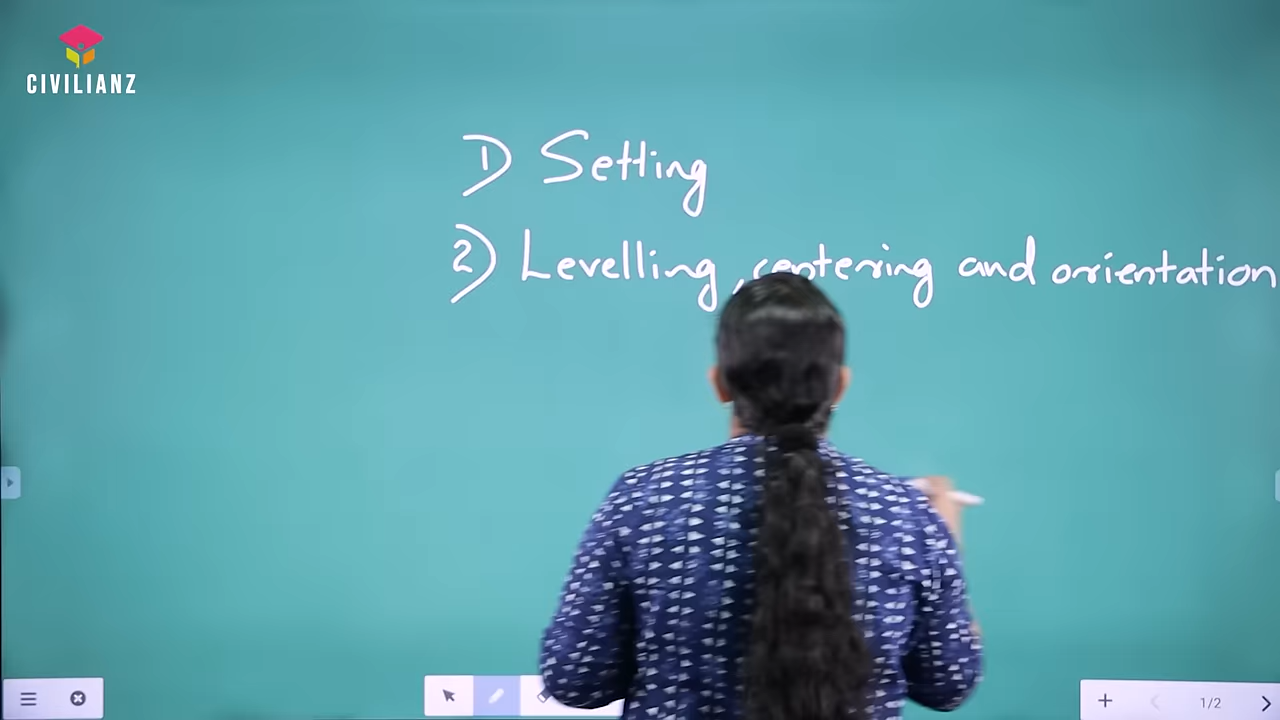 CIVILIANZ
1) Setting
2) Levelling, centering and orientation
1/2